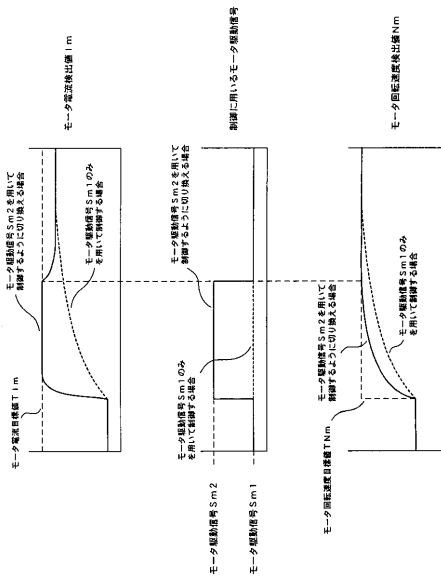 モータ電流目標値TIm
モータ駆動信号Sm2を用いて
制御するように切り換える場合
モータ駆動信号Sm1のみ
を用いて制御する場合
モータ電流検出値Im
モータ駆動信号Sm2
モータ駆動信号Sm1
モータ駆動信号Sm1のみ
を用いて制御する場合
モータ駆動信号Sm2を用いて
制御するように切り換える場合
制御に用いるモータ駆動信号
モータ回転速度目標値TNm
モータ駆動信号Sm2を用いて
制御するように切り換える場合
モータ駆動信号Sm1のみ
を用いて制御する場合
モータ回転速度検出値Nm